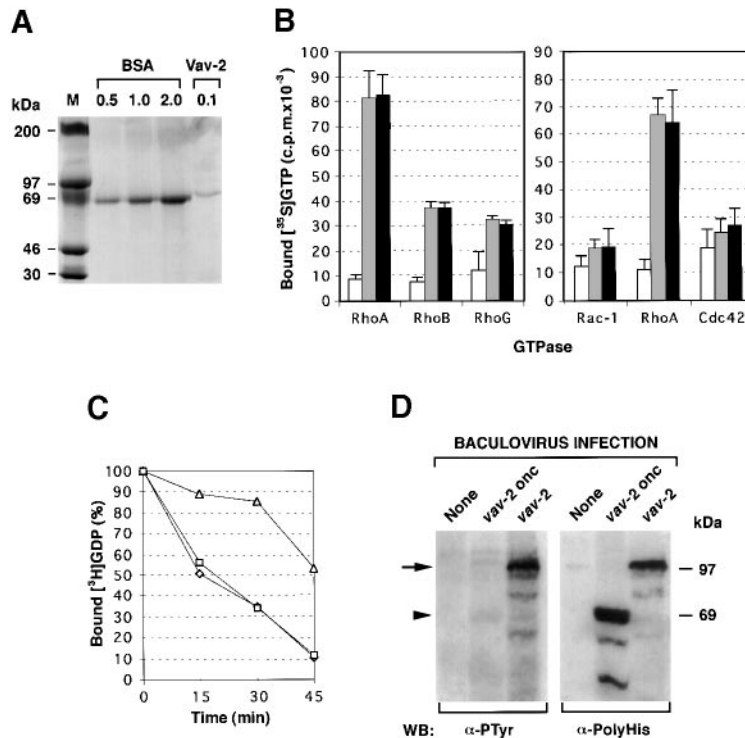 A
BSA Vav-2
kDa M 0.5 1.0 2.0 0.1
200
97
69
46
30
B
Bound [³⁵S]GTP (c.p.m.x10⁻³)
100
90
80
70
60
50
40
30
20
10
0
RhoA RhoB RhoG
90
80
70
60
50
40
30
20
10
0
Rac-1 RhoA Cdc42
GTPase
C
Bound [³H]GDP (%)
100
90
80
70
60
50
40
30
20
10
0
0 15 30 45
Time (min)
D
BACULOVIRUS INFECTION
None vav-2 onc vav-2 None vav-2 onc vav-2
kDa
97
69
WB: α-PTyr α-PolyHis